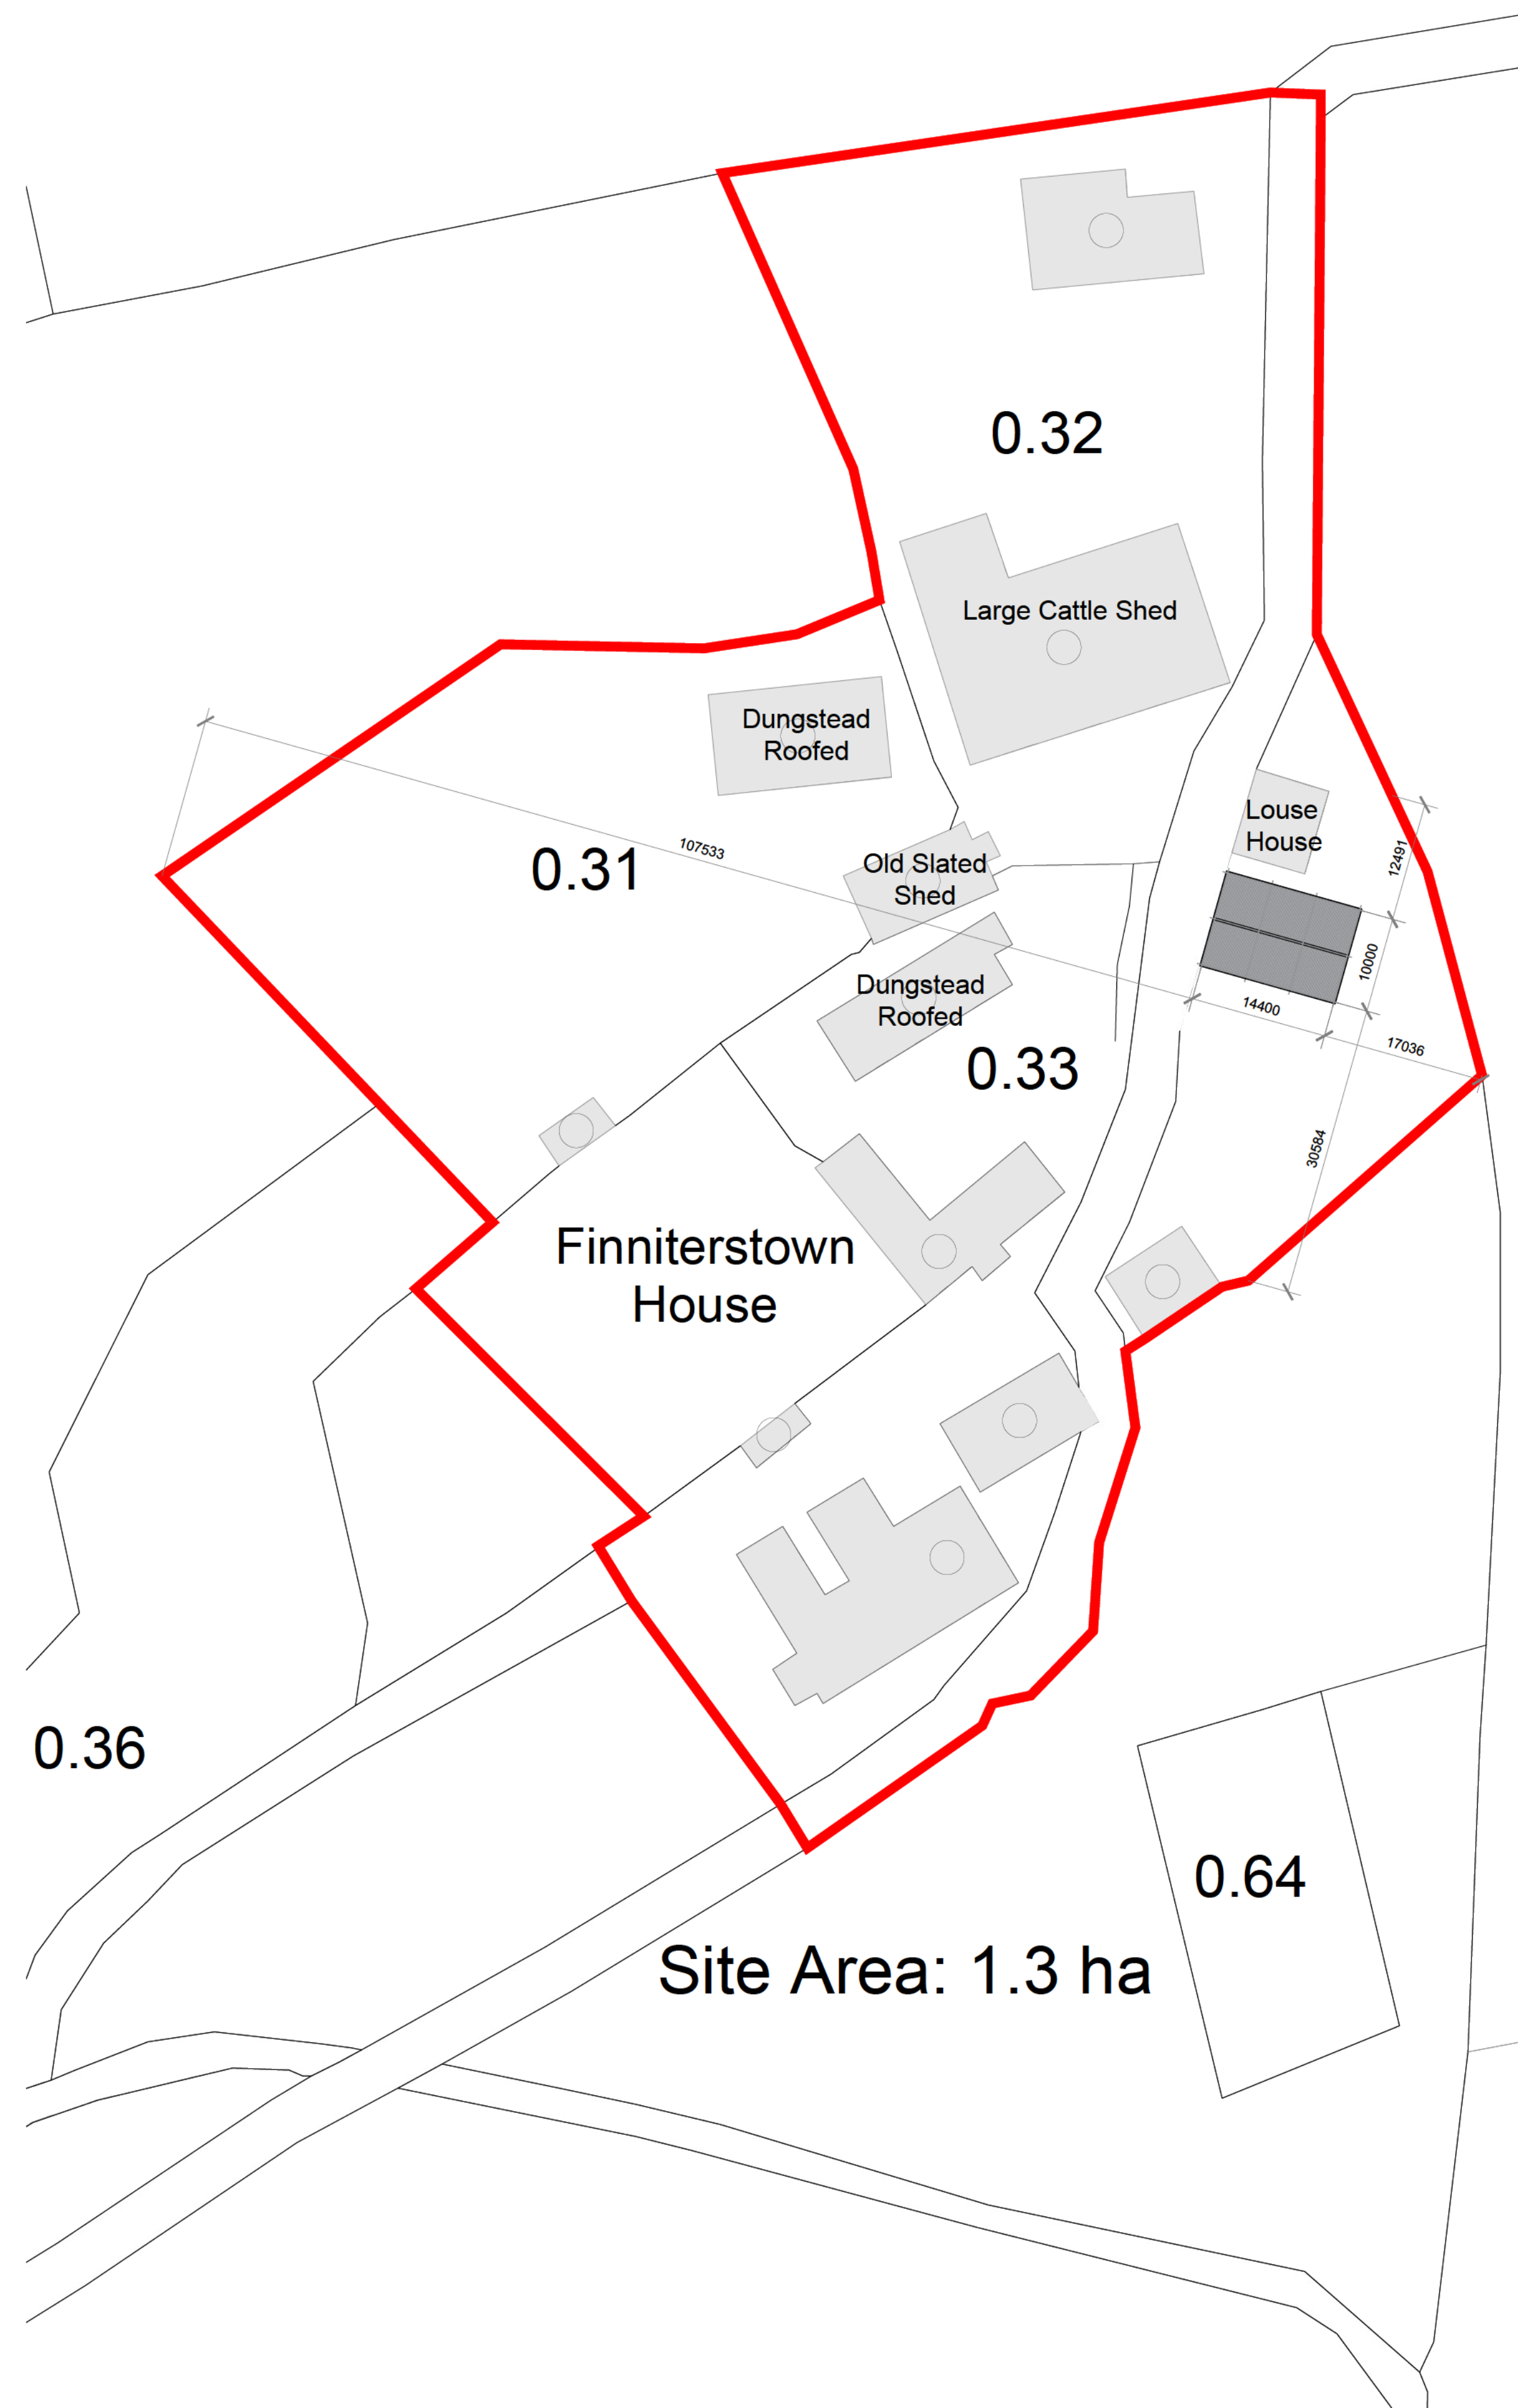 0.32
Large Cattle Shed
Dungstead
Roofed
Louse
House
107533
0.31
Old Slated
Shed
12491
10000
Dungstead
Roofed
14400
17036
0.33
30584
Finniterstown
House
0.36
0.64
Site Area: 1.3 ha